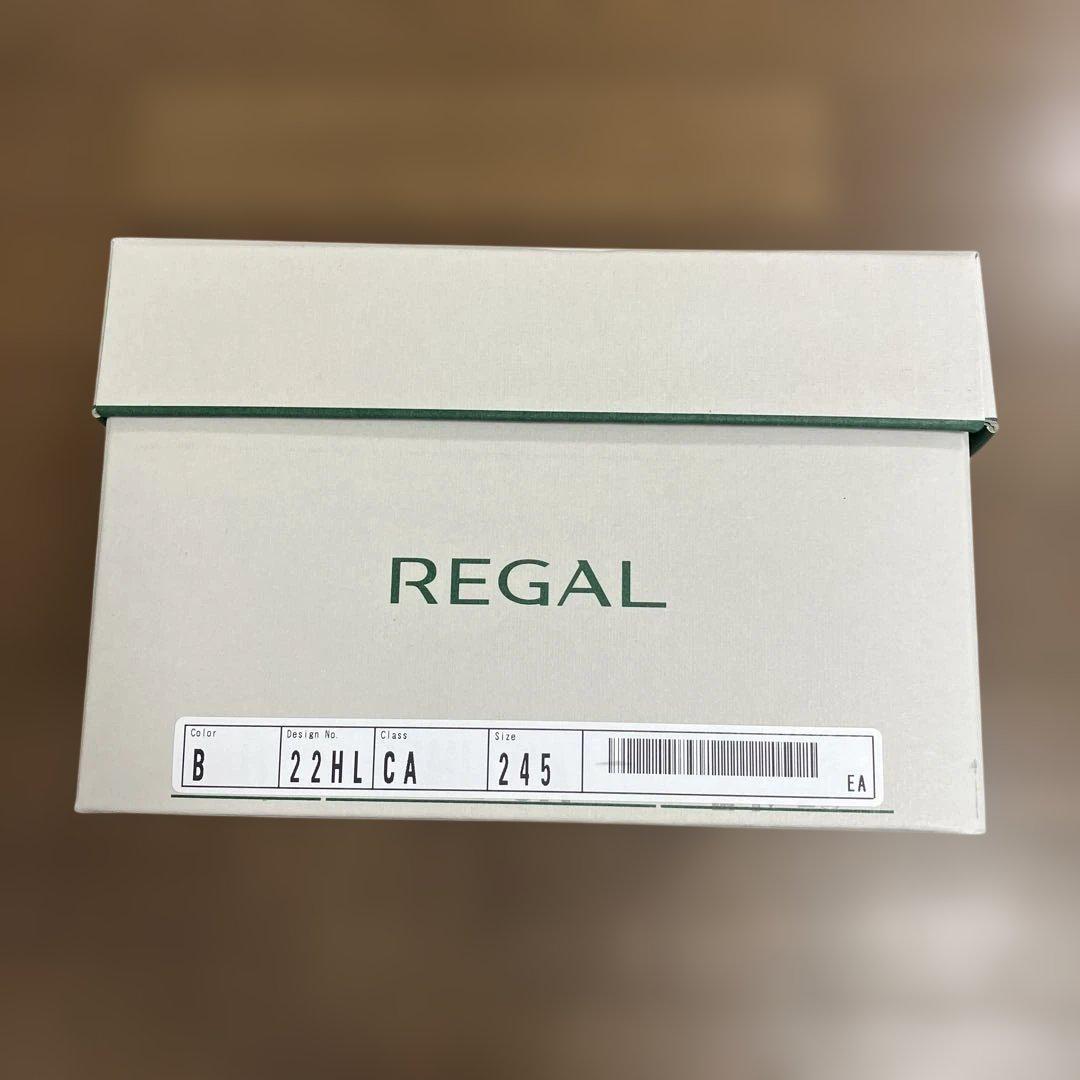 REGAL
Color Design No. Class Size
B 22HL CA 245 EA